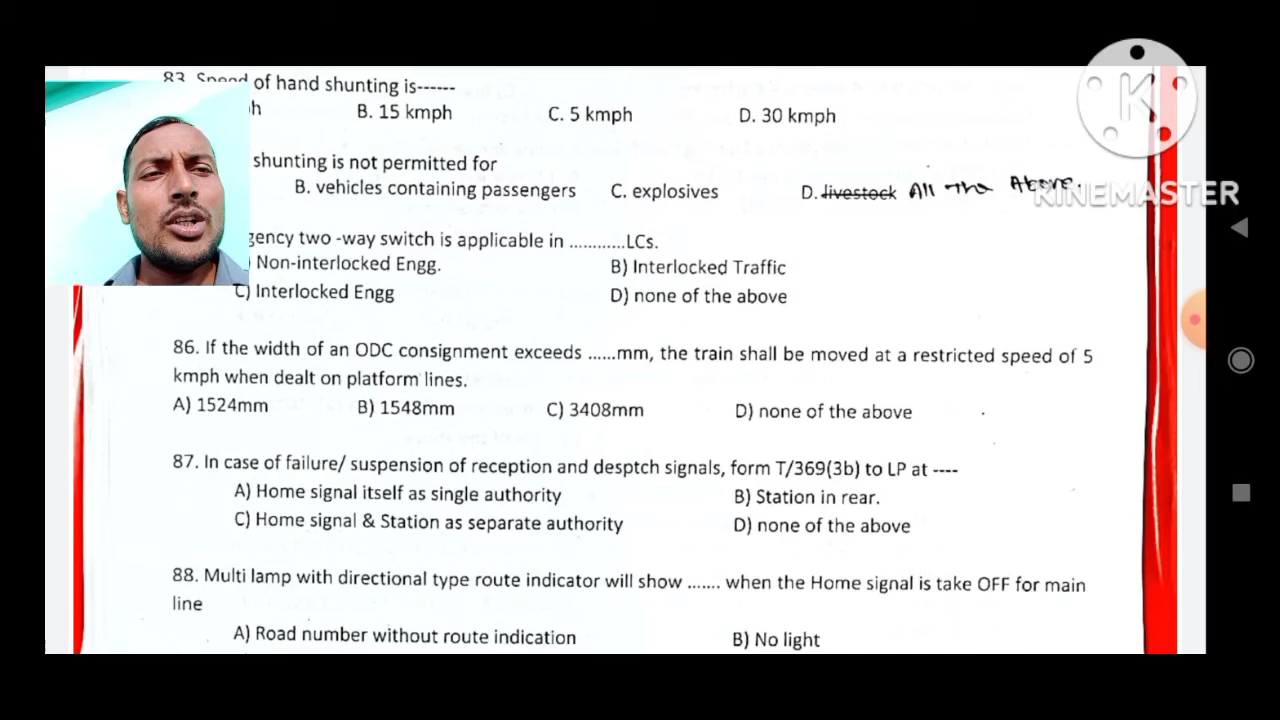 83. Speed of hand shunting is------
h B. 15 kmph C. 5 kmph D. 30 kmph
shunting is not permitted for
B. vehicles containing passengers C. explosives D. livestock All The Above.
KINEMASTER
gency two -way switch is applicable in ............LCs.
) Non-interlocked Engg. B) Interlocked Traffic
C) Interlocked Engg D) none of the above
86. If the width of an ODC consignment exceeds ......mm, the train shall be moved at a restricted speed of 5
kmph when dealt on platform lines.
A) 1524mm B) 1548mm C) 3408mm D) none of the above
87. In case of failure/ suspension of reception and desptch signals, form T/369(3b) to LP at ----
A) Home signal itself as single authority B) Station in rear.
C) Home signal & Station as separate authority D) none of the above
88. Multi lamp with directional type route indicator will show ....... when the Home signal is take OFF for main
line
A) Road number without route indication B) No light